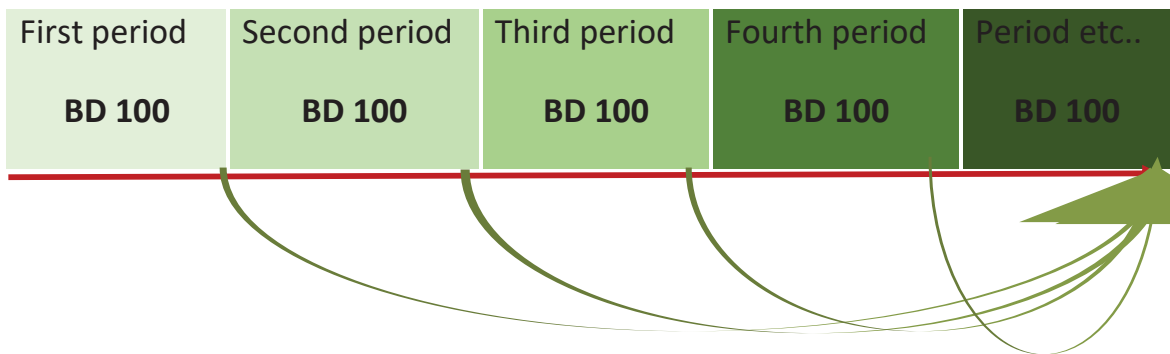 First period
BD 100
Second period
BD 100
Third period
BD 100
Fourth period
BD 100
Period etc..
BD 100